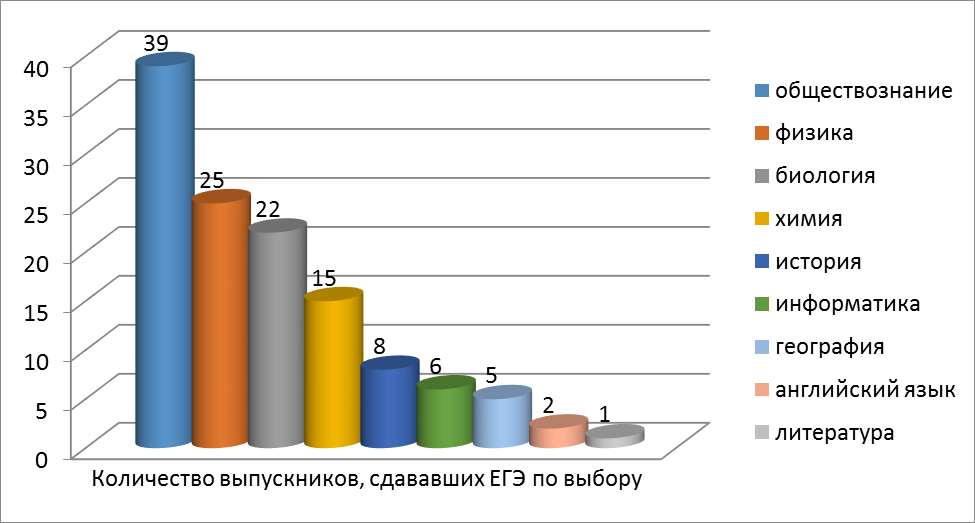 39
40
35
30
25
20
15
10
5
0
25
22
15
8
6
5
2
1
Количество выпускников, сдававших ЕГЭ по выбору
обществознание
физика
биология
химия
история
информатика
география
английский язык
литература